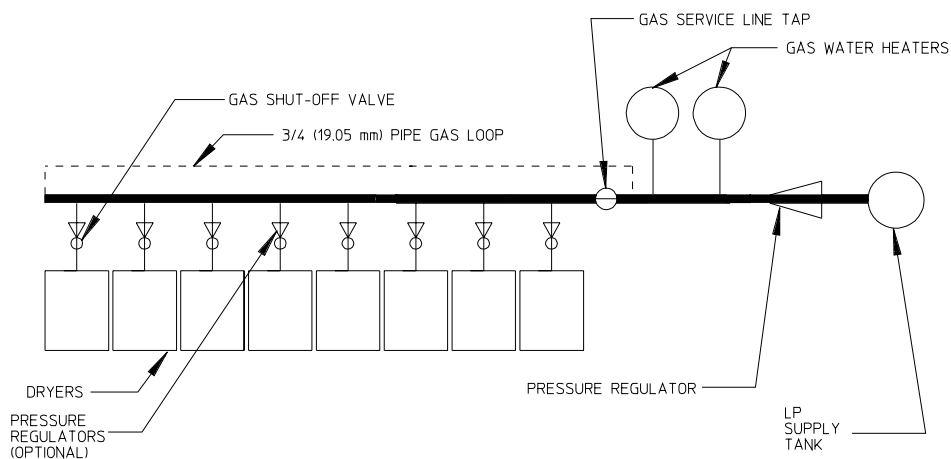 GAS SERVICE LINE TAP
GAS WATER HEATERS
GAS SHUT-OFF VALVE
3/4 (19.05 mm) PIPE GAS LOOP
DRYERS
PRESSURE REGULATOR
PRESSURE
REGULATORS
(OPTIONAL)
LP
SUPPLY
TANK